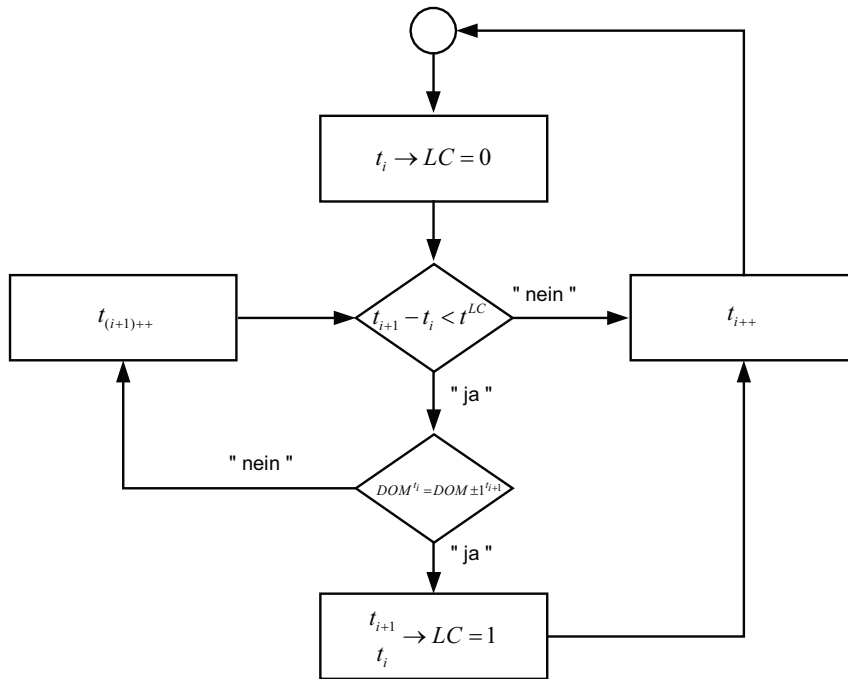 t_i → LC = 0
" nein "
t_{(i+1)++}
t_{i+1} − t_i < t^{LC}
t_{i++}
" ja "
" nein "
DOM^{t_i} = DOM ± 1^{t_{i+1}}
" ja "
t_{i+1}
t_i → LC = 1